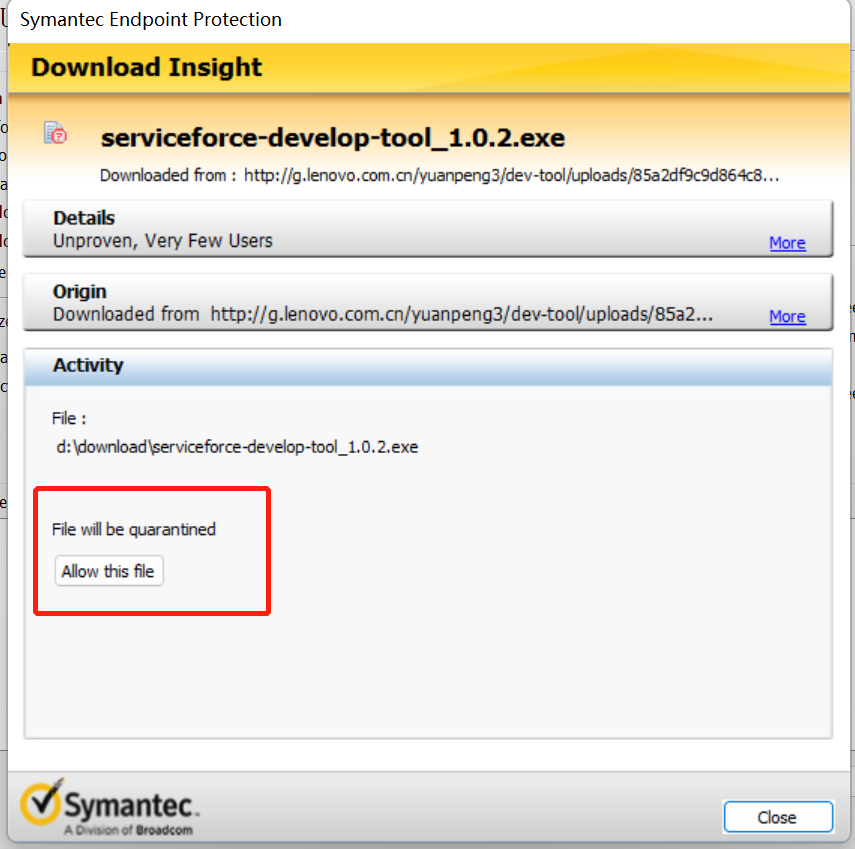 Symantec Endpoint Protection
Download Insight
serviceforce-develop-tool_1.0.2.exe
Downloaded from : http://g.lenovo.com.cn/yuanpeng3/dev-tool/uploads/85a2df9c9d864c8...
Details
Unproven, Very Few Users
More
Origin
Downloaded from http://g.lenovo.com.cn/yuanpeng3/dev-tool/uploads/85a2...
More
Activity
File :
d:\download\serviceforce-develop-tool_1.0.2.exe
File will be quarantined
Allow this file
Symantec.
A Division of Broadcom
Close